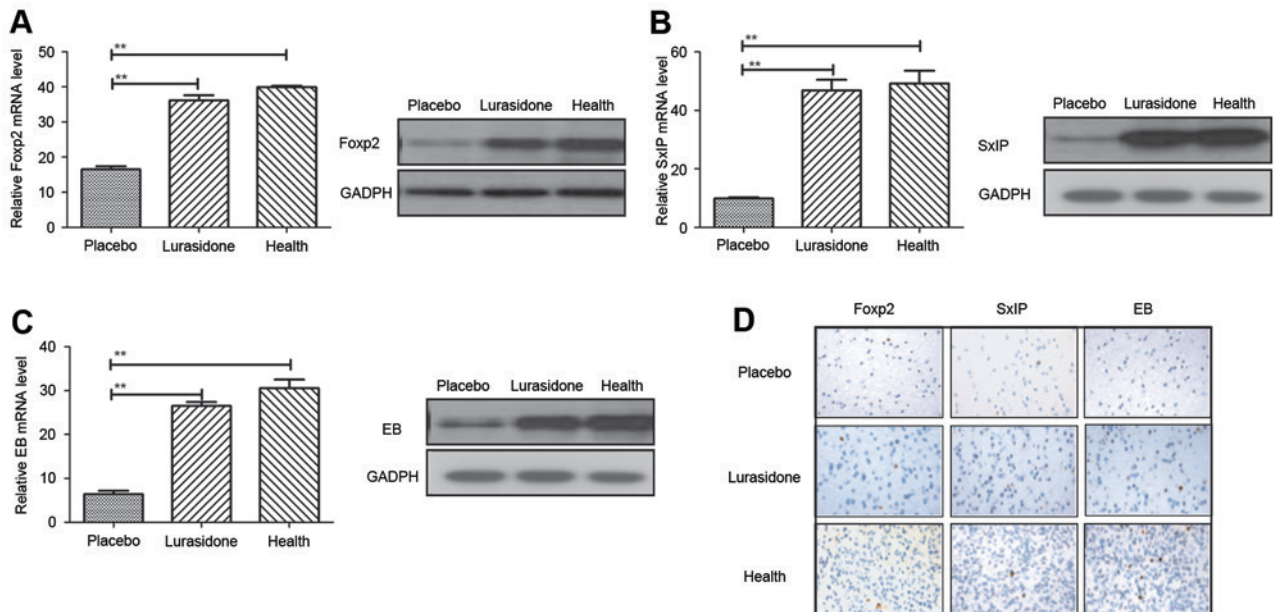 A
Relative Foxp2 mRNA level
50
40
30
20
10
0
**
**
Placebo Lurasidone Health
Placebo Lurasidone Health
Foxp2
GADPH
B
Relative SxIP mRNA level
60
40
20
0
**
**
Placebo Lurasidone Health
Placebo Lurasidone Health
SxIP
GADPH
C
Relative EB mRNA level
40
30
20
10
0
**
**
Placebo Lurasidone Health
Placebo Lurasidone Health
EB
GADPH
D
Foxp2 SxIP EB
Placebo
Lurasidone
Health